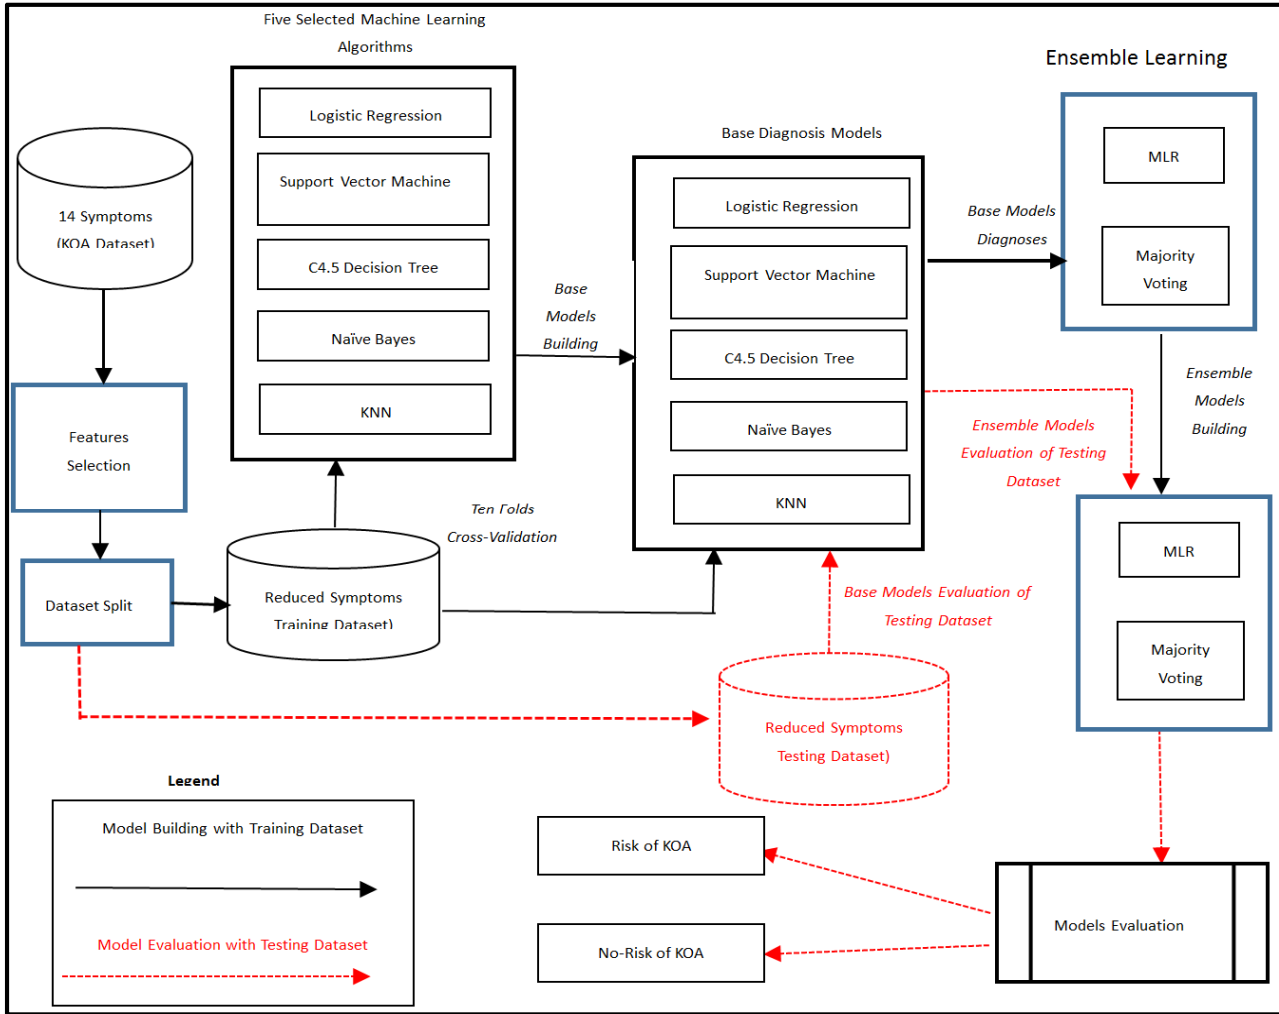 Five Selected Machine Learning
Algorithms
Logistic Regression
Support Vector Machine
C4.5 Decision Tree
Naïve Bayes
KNN
14 Symptoms
(KOA Dataset)
Features
Selection
Dataset Split
Reduced Symptoms
Training Dataset)
Ten Folds
Cross-Validation
Base
Models
Building
Base Diagnosis Models
Logistic Regression
Support Vector Machine
C4.5 Decision Tree
Naïve Bayes
KNN
Base Models
Diagnoses
Ensemble Learning
MLR
Majority
Voting
Ensemble
Models
Building
Ensemble Models
Evaluation of Testing
Dataset
MLR
Majority
Voting
Base Models Evaluation of
Testing Dataset
Reduced Symptoms
Testing Dataset)
Models Evaluation
Risk of KOA
No-Risk of KOA
Legend
Model Building with Training Dataset
Model Evaluation with Testing Dataset